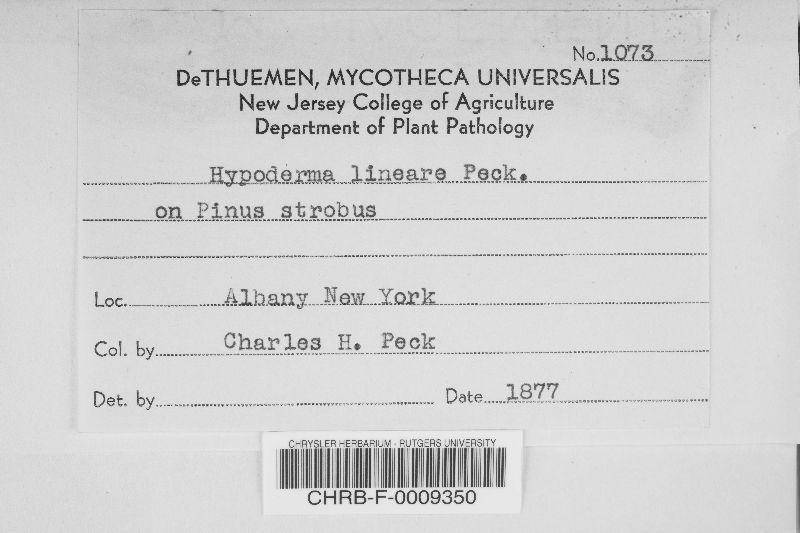 No. 1073
DeTHUEMEN, MYCOTHECA UNIVERSALIS
New Jersey College of Agriculture
Department of Plant Pathology
Hypoderma lineare Peck.
on Pinus strobus
Loc. Albany New York
Col. by Charles H. Peck
Det. by Date 1877
CHRYSLER HERBARIUM - RUTGERS UNIVERSITY
CHRB-F-0009350